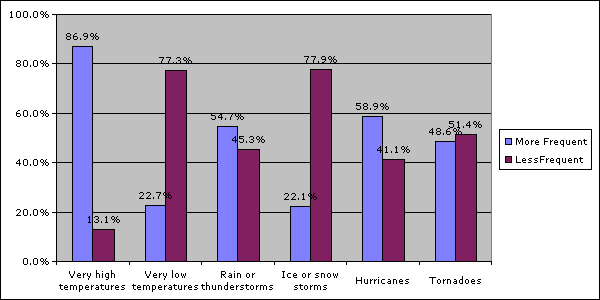 100.0%
80.0%
60.0%
40.0%
20.0%
0.0%
86.9%
13.1%
22.7%
77.3%
54.7%
45.3%
22.1%
77.9%
58.9%
41.1%
48.6%
51.4%
Very high
temperatures
Very low
temperatures
Rain or
thunderstorms
Ice or snow
storms
Hurricanes
Tornadoes
More Frequent
LessFrequent